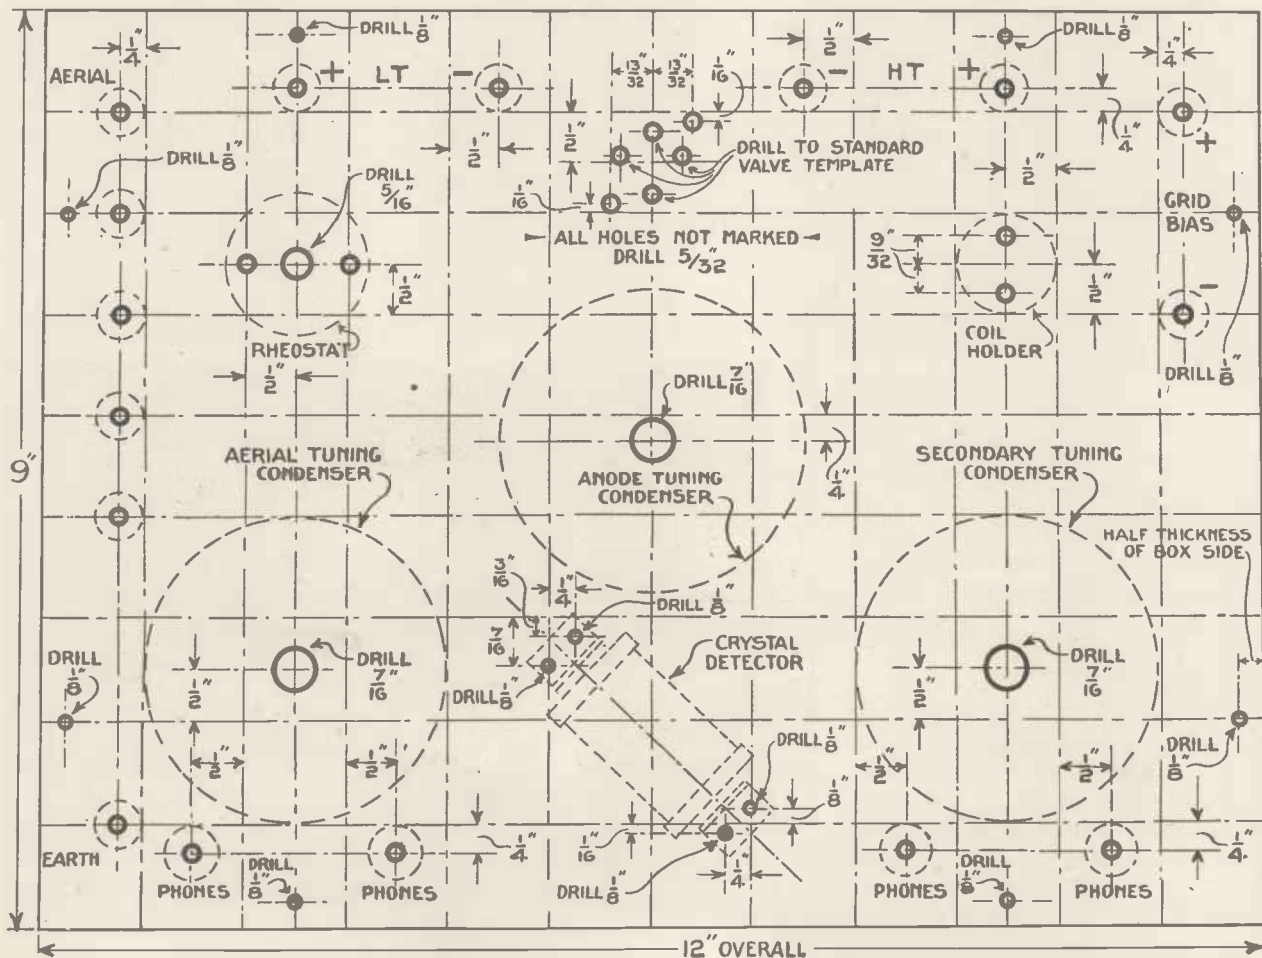 DRILL 1/8"
1/4"
AERIAL
+ LT -
13/32"
13/32"
1/16"
1/2"
- HT +
DRILL 1/8"
1/4"
1/2"
1/2"
DRILL TO STANDARD
VALVE TEMPLATE
1/4"
+
DRILL 1/8"
DRILL
5/16"
1/16"
1/2"
GRID
BIAS
ALL HOLES NOT MARKED
DRILL 5/32"
9"/32
1/2"
1/2"
-
RHEOSTAT
COIL
HOLDER
1/2"
DRILL 7/16"
DRILL 1/8"
9"
AERIAL TUNING
CONDENSER
ANODE TUNING
CONDENSER
1/4"
SECONDARY TUNING
CONDENSER
HALF THICKNESS
OF BOX SIDE
3/16"
1/4"
DRILL 1/8"
7/16"
CRYSTAL
DETECTOR
DRILL
1/8"
DRILL
7/16"
1/2"
DRILL 1/8"
DRILL
7/16"
1/2"
DRILL 1/8"
DRILL
1/8"
1/2"
1/2"
1/8"
1/2"
1/2"
EARTH
1/4"
1/16"
1/4"
PHONES
DRILL
1/8"
PHONES
DRILL 1/8"
1/4"
PHONES
DRILL
1/8"
PHONES
12" OVERALL